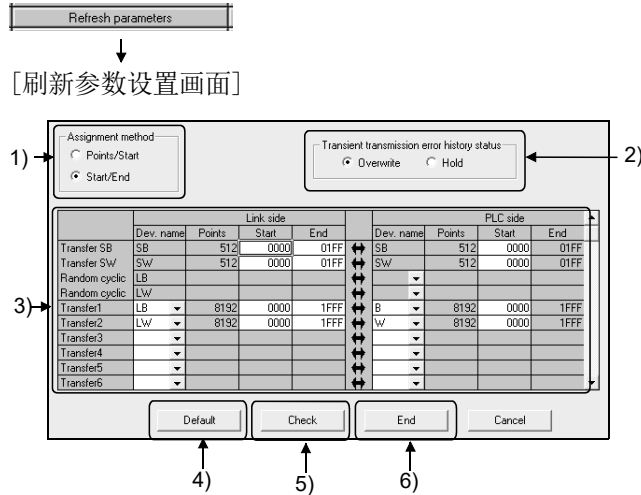 Refresh parameters
[刷新参数设置画面]
1)
Assignment method
Points/Start
Start/End
Transient transmission error history status
Overwrite Hold
2)
3)
Link side PLC side
Dev. name Points Start End Dev. name Points Start End
Transfer SB SB 512 0000 01FF SB 512 0000 01FF
Transfer SW SW 512 0000 01FF SW 512 0000 01FF
Random cyclic LB
Random cyclic LW
Transfer1 LB 8192 0000 1FFF B 8192 0000 1FFF
Transfer2 LW 8192 0000 1FFF W 8192 0000 1FFF
Transfer3
Transfer4
Transfer5
Transfer6
Default Check End Cancel
4) 5) 6)